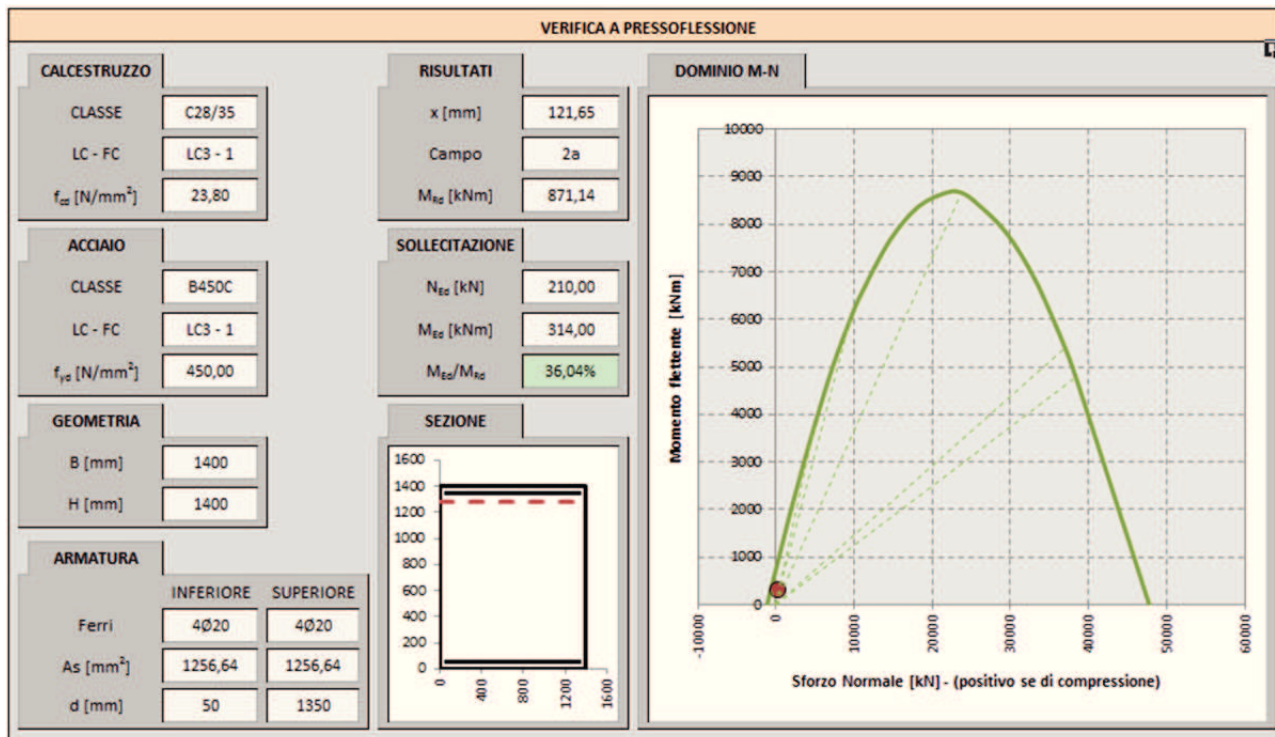 VERIFICA A PRESSOFLESSIONE
CALCESTRUZZO
CLASSE C28/35
LC - FC LC3 - 1
fcd [N/mm²] 23,80
ACCIAIO
CLASSE B450C
LC - FC LC3 - 1
fyd [N/mm²] 450,00
GEOMETRIA
B [mm] 1400
H [mm] 1400
ARMATURA
INFERIORE SUPERIORE
Ferri 4Ø20 4Ø20
As [mm²] 1256,64 1256,64
d [mm] 50 1350
RISULTATI
x [mm] 121,65
Campo 2a
MRd [kNm] 871,14
SOLLECITAZIONE
NEd [kN] 210,00
MEd [kNm] 314,00
MEd/MRd 36,04%
SEZIONE
1600
1400
1200
1000
800
600
400
200
0
0 400 800 1200 1600
DOMINIO M-N
Momento flettente [kNm]
10000
9000
8000
7000
6000
5000
4000
3000
2000
1000
0
-10000 0 10000 20000 30000 40000 50000 60000
Sforzo Normale [kN] - (positivo se di compressione)